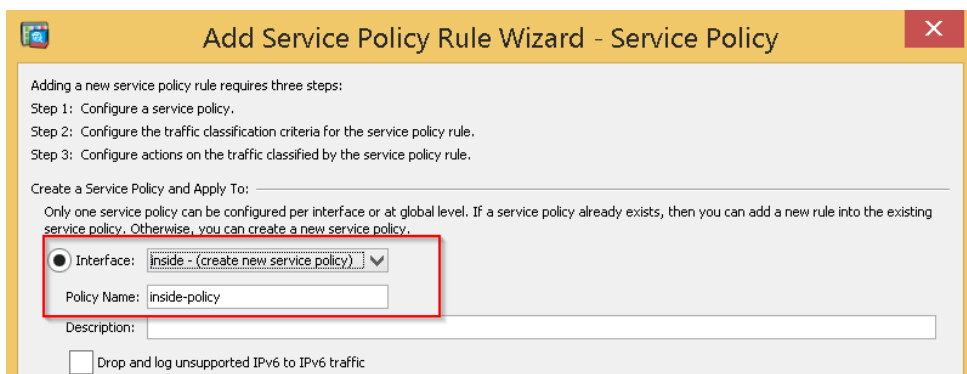 Add Service Policy Rule Wizard - Service Policy
Adding a new service policy rule requires three steps:
Step 1: Configure a service policy.
Step 2: Configure the traffic classification criteria for the service policy rule.
Step 3: Configure actions on the traffic classified by the service policy rule.
Create a Service Policy and Apply To:
Only one service policy can be configured per interface or at global level. If a service policy already exists, then you can add a new rule into the existing
service policy. Otherwise, you can create a new service policy.
Interface: inside - (create new service policy)
Policy Name: inside-policy
Description:
Drop and log unsupported IPv6 to IPv6 traffic